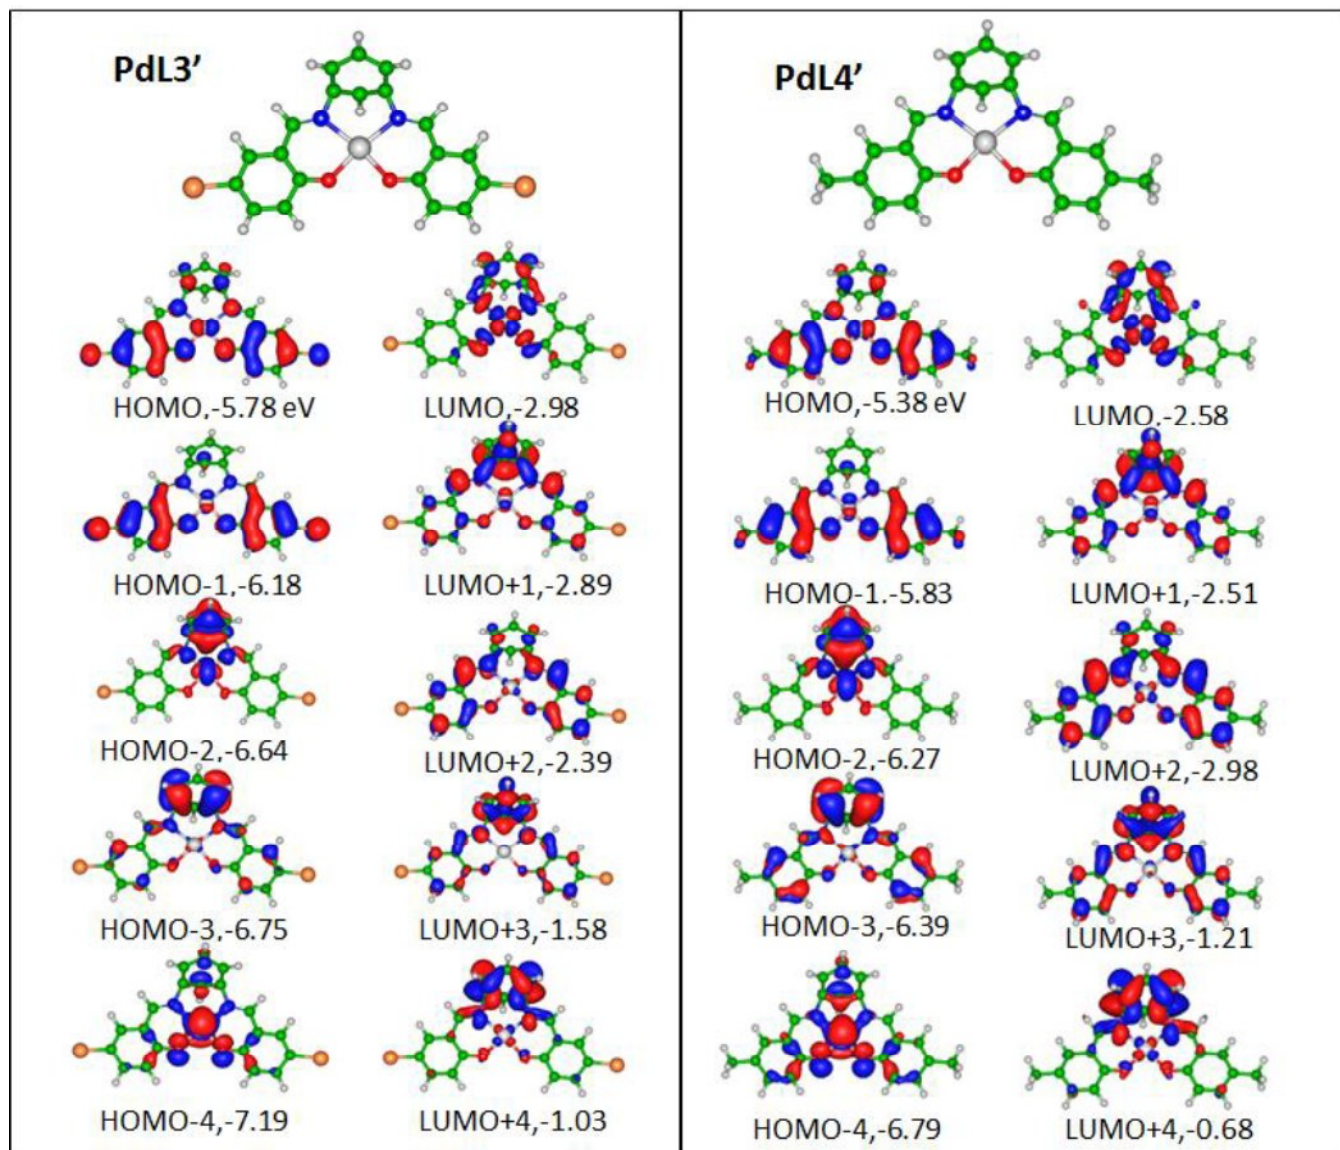 PdL3’
HOMO,-5.78 eV
LUMO,-2.98
HOMO-1,-6.18
LUMO+1,-2.89
HOMO-2,-6.64
LUMO+2,-2.39
HOMO-3,-6.75
LUMO+3,-1.58
HOMO-4,-7.19
LUMO+4,-1.03
PdL4’
HOMO,-5.38 eV
LUMO.-2.58
HOMO-1.-5.83
LUMO+1,-2.51
HOMO-2,-6.27
LUMO+2,-2.98
HOMO-3,-6.39
LUMO+3,-1.21
HOMO-4,-6.79
LUMO+4,-0.68